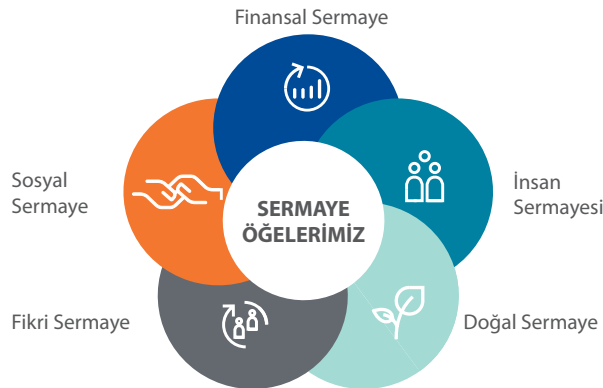 Finansal Sermaye
İnsan
Sermayesi
Doğal Sermaye
Fikri Sermaye
Sosyal
Sermaye
SERMAYE
ÖĞELERİMİZ